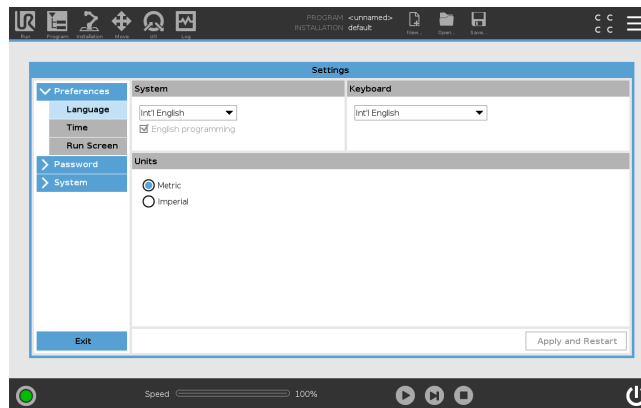 PROGRAM <unnamed>
INSTALLATION default
Run Program Installation Move I/O Log New... Open... Save...
C C
C C
Settings
Preferences
Language
Time
Run Screen
Password
System
Exit
System
Int'l English
English programming
Keyboard
Int'l English
Units
Metric
Imperial
Apply and Restart
Speed 100%